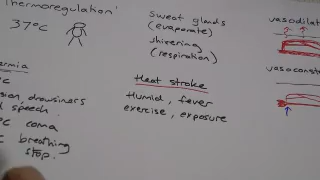 Thermoregulation'
37°C
sweat glands
(evaporate)
shivering
(respiration)
Heat stroke
Humid, fever
exercise, exposure
vasodilat
vasoconst
ermia
°C
sion, drowsiness
d speech
°C coma
°C breathing
stop.